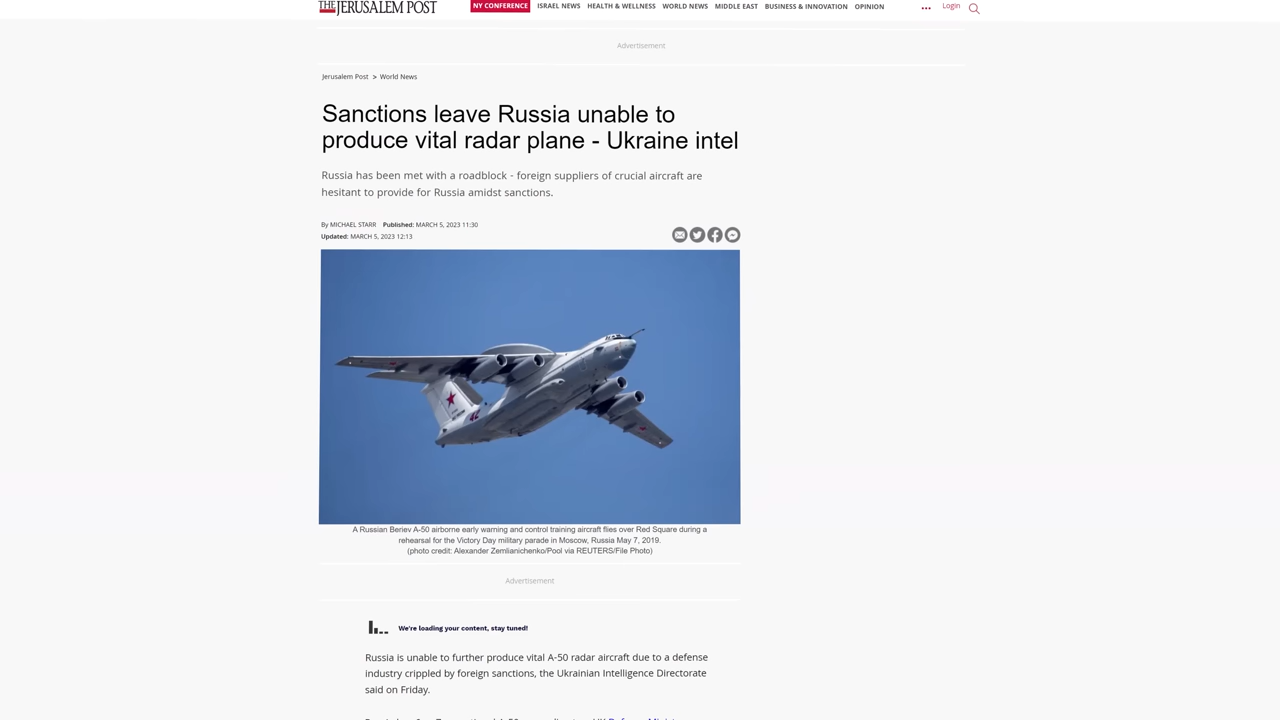 THE JERUSALEM POST
NY CONFERENCE ISRAEL NEWS HEALTH & WELLNESS WORLD NEWS MIDDLE EAST BUSINESS & INNOVATION OPINION ... Login
Advertisement
Jerusalem Post > World News
Sanctions leave Russia unable to
produce vital radar plane - Ukraine intel
Russia has been met with a roadblock - foreign suppliers of crucial aircraft are
hesitant to provide for Russia amidst sanctions.
By MICHAEL STARR Published: MARCH 5, 2023 11:30
Updated: MARCH 5, 2023 12:13
A Russian Beriev A-50 airborne early warning and control training aircraft flies over Red Square during a
rehearsal for the Victory Day military parade in Moscow, Russia May 7, 2019.
(photo credit: Alexander Zemlianichenko/Pool via REUTERS/File Photo)
Advertisement
We're loading your content, stay tuned!
Russia is unable to further produce vital A-50 radar aircraft due to a defense
industry crippled by foreign sanctions, the Ukrainian Intelligence Directorate
said on Friday.